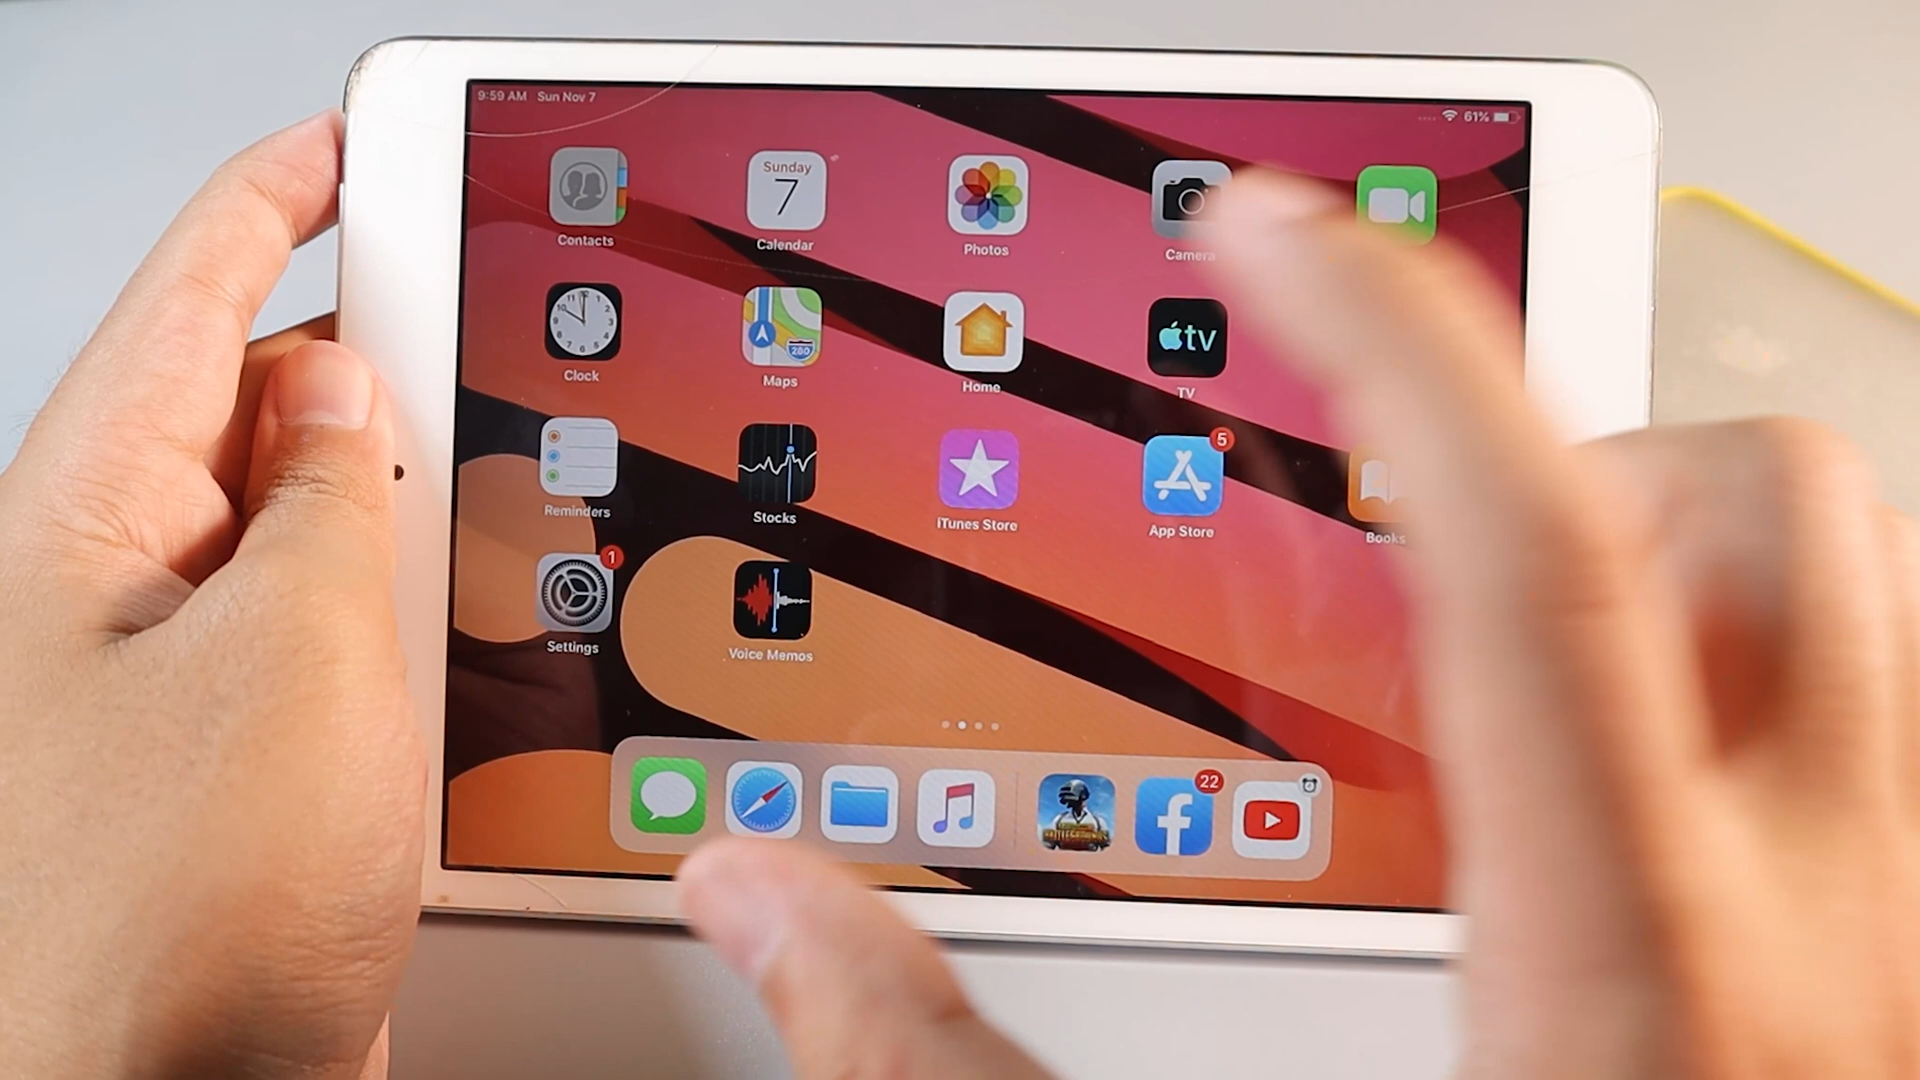 9:59 AM Sun Nov 7
61%
Sunday
7
Contacts
Calendar
Photos
Camera
280
Clock
Maps
Home
tv
TV
5
Reminders
Stocks
iTunes Store
App Store
Books
1
Settings
Voice Memos
22
f